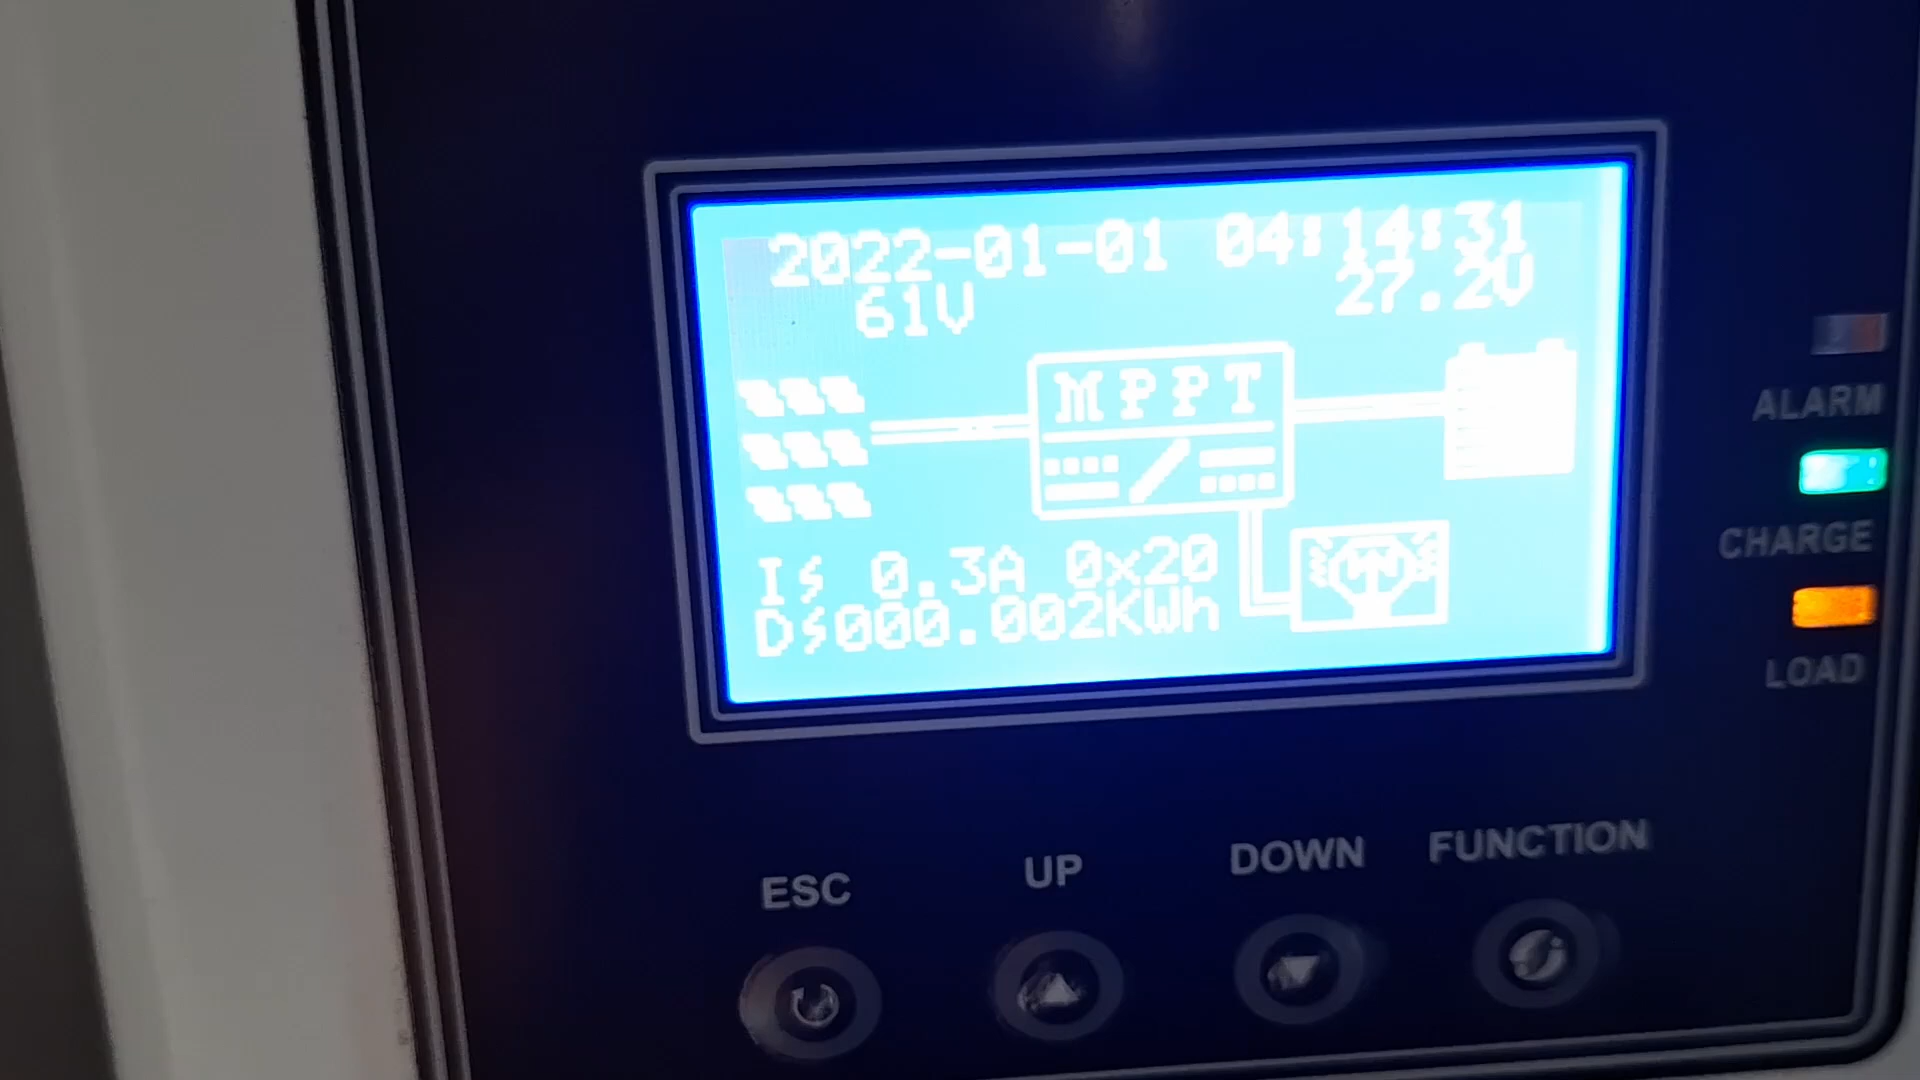 2022-01-01 04:14:31
61V 27.2V
MPPT
I 0.3A 0x20
D 000.002KWh
ALARM
CHARGE
LOAD
ESC UP DOWN FUNCTION